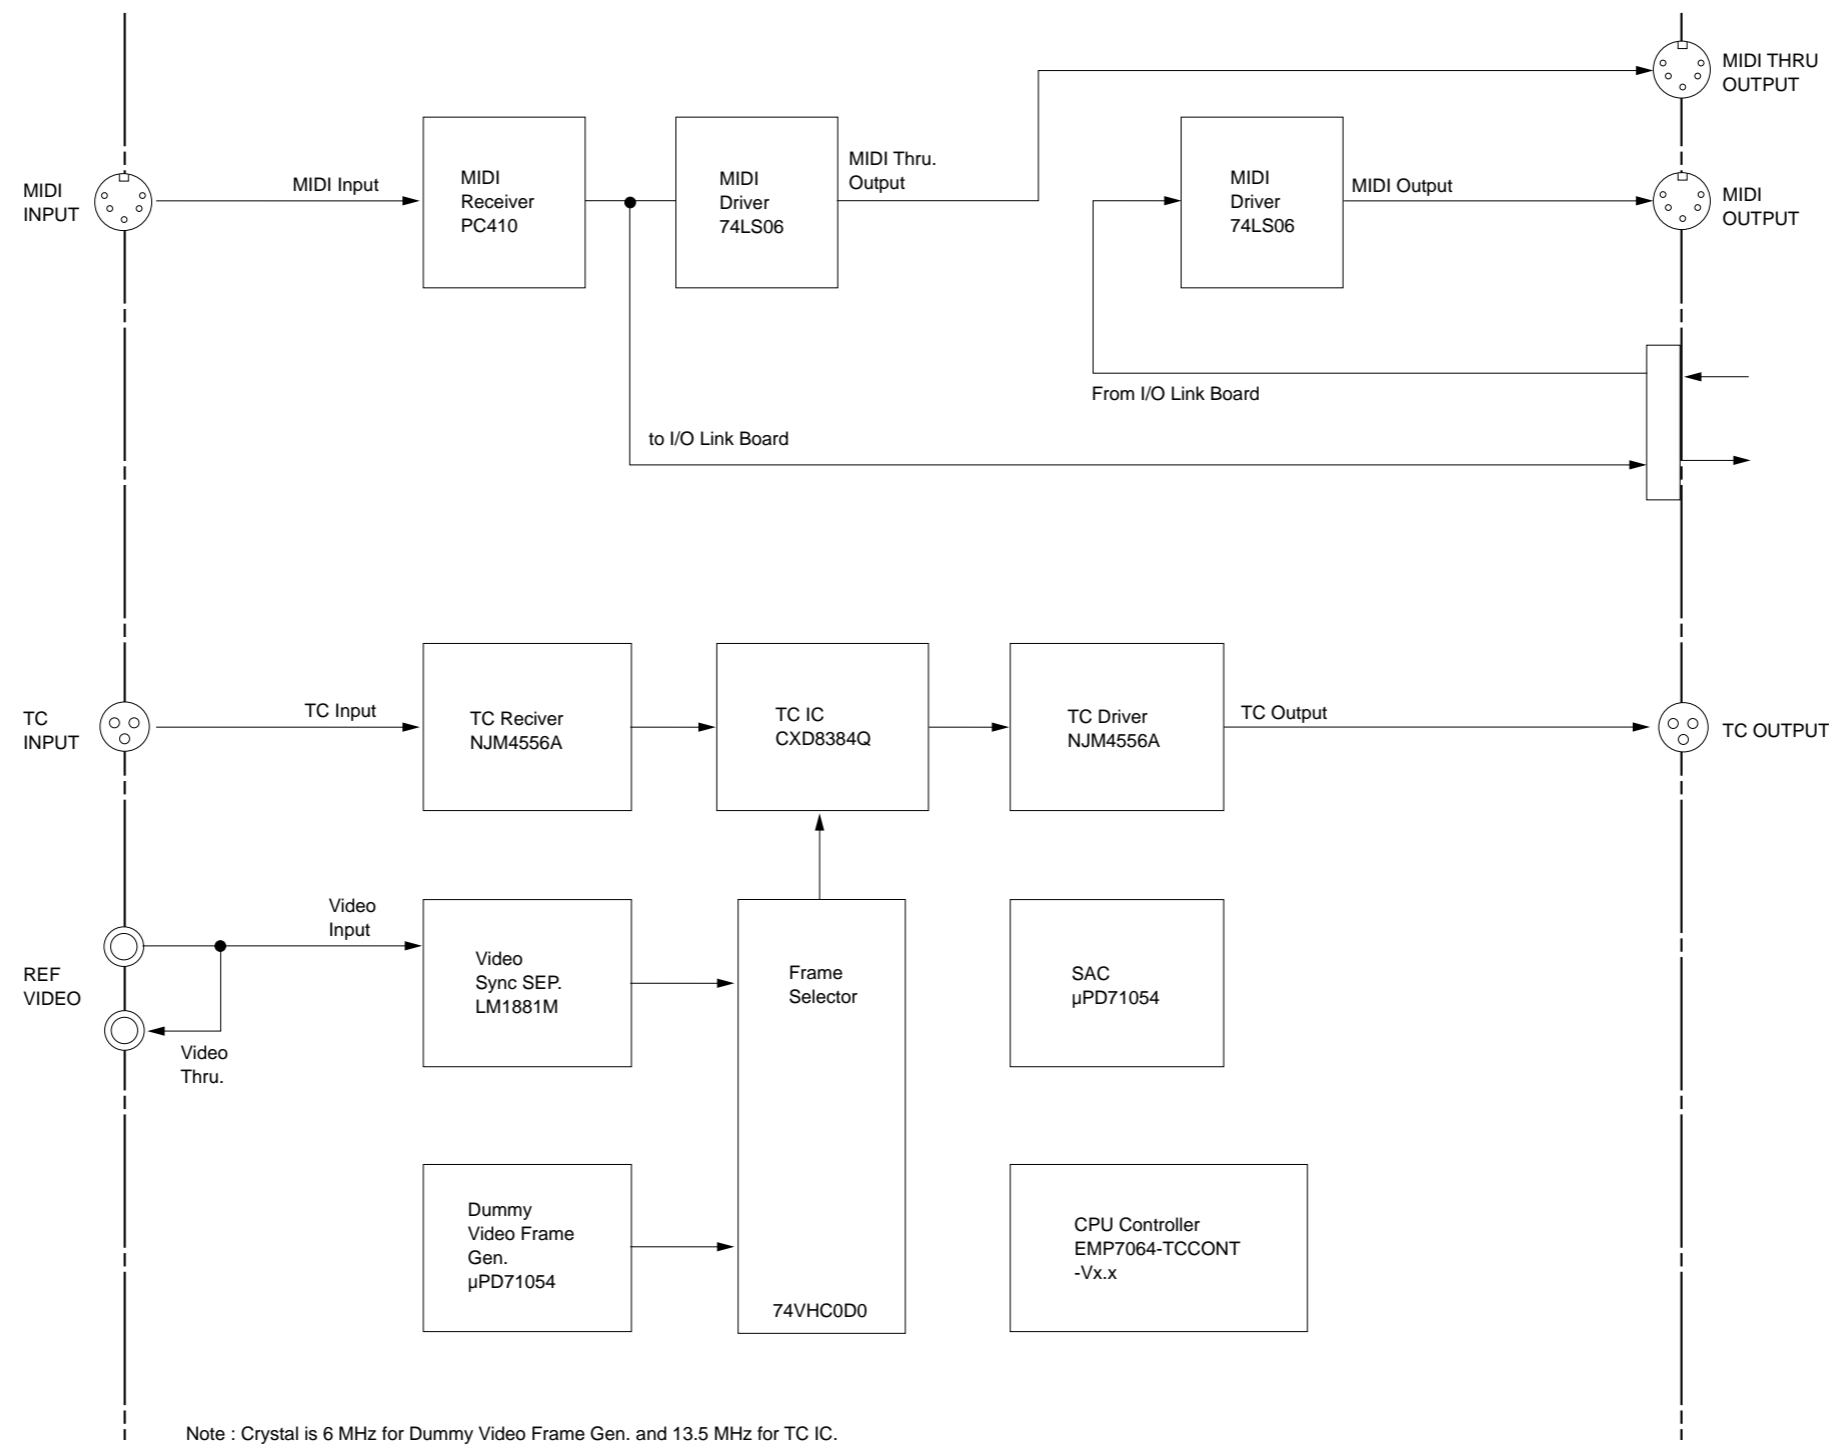 MIDI THRU
OUTPUT
MIDI
INPUT
MIDI Input
MIDI
Receiver
PC410
MIDI
Driver
74LS06
MIDI Thru.
Output
MIDI
Driver
74LS06
MIDI Output
MIDI
OUTPUT
From I/O Link Board
to I/O Link Board
TC
INPUT
TC Input
TC Reciver
NJM4556A
TC IC
CXD8384Q
TC Driver
NJM4556A
TC Output
TC OUTPUT
REF
VIDEO
Video
Input
Video
Thru.
Video
Sync SEP.
LM1881M
Frame
Selector
SAC
µPD71054
Dummy
Video Frame
Gen.
µPD71054
74VHC0D0
CPU Controller
EMP7064-TCCONT
-Vx.x
Note : Crystal is 6 MHz for Dummy Video Frame Gen. and 13.5 MHz for TC IC.